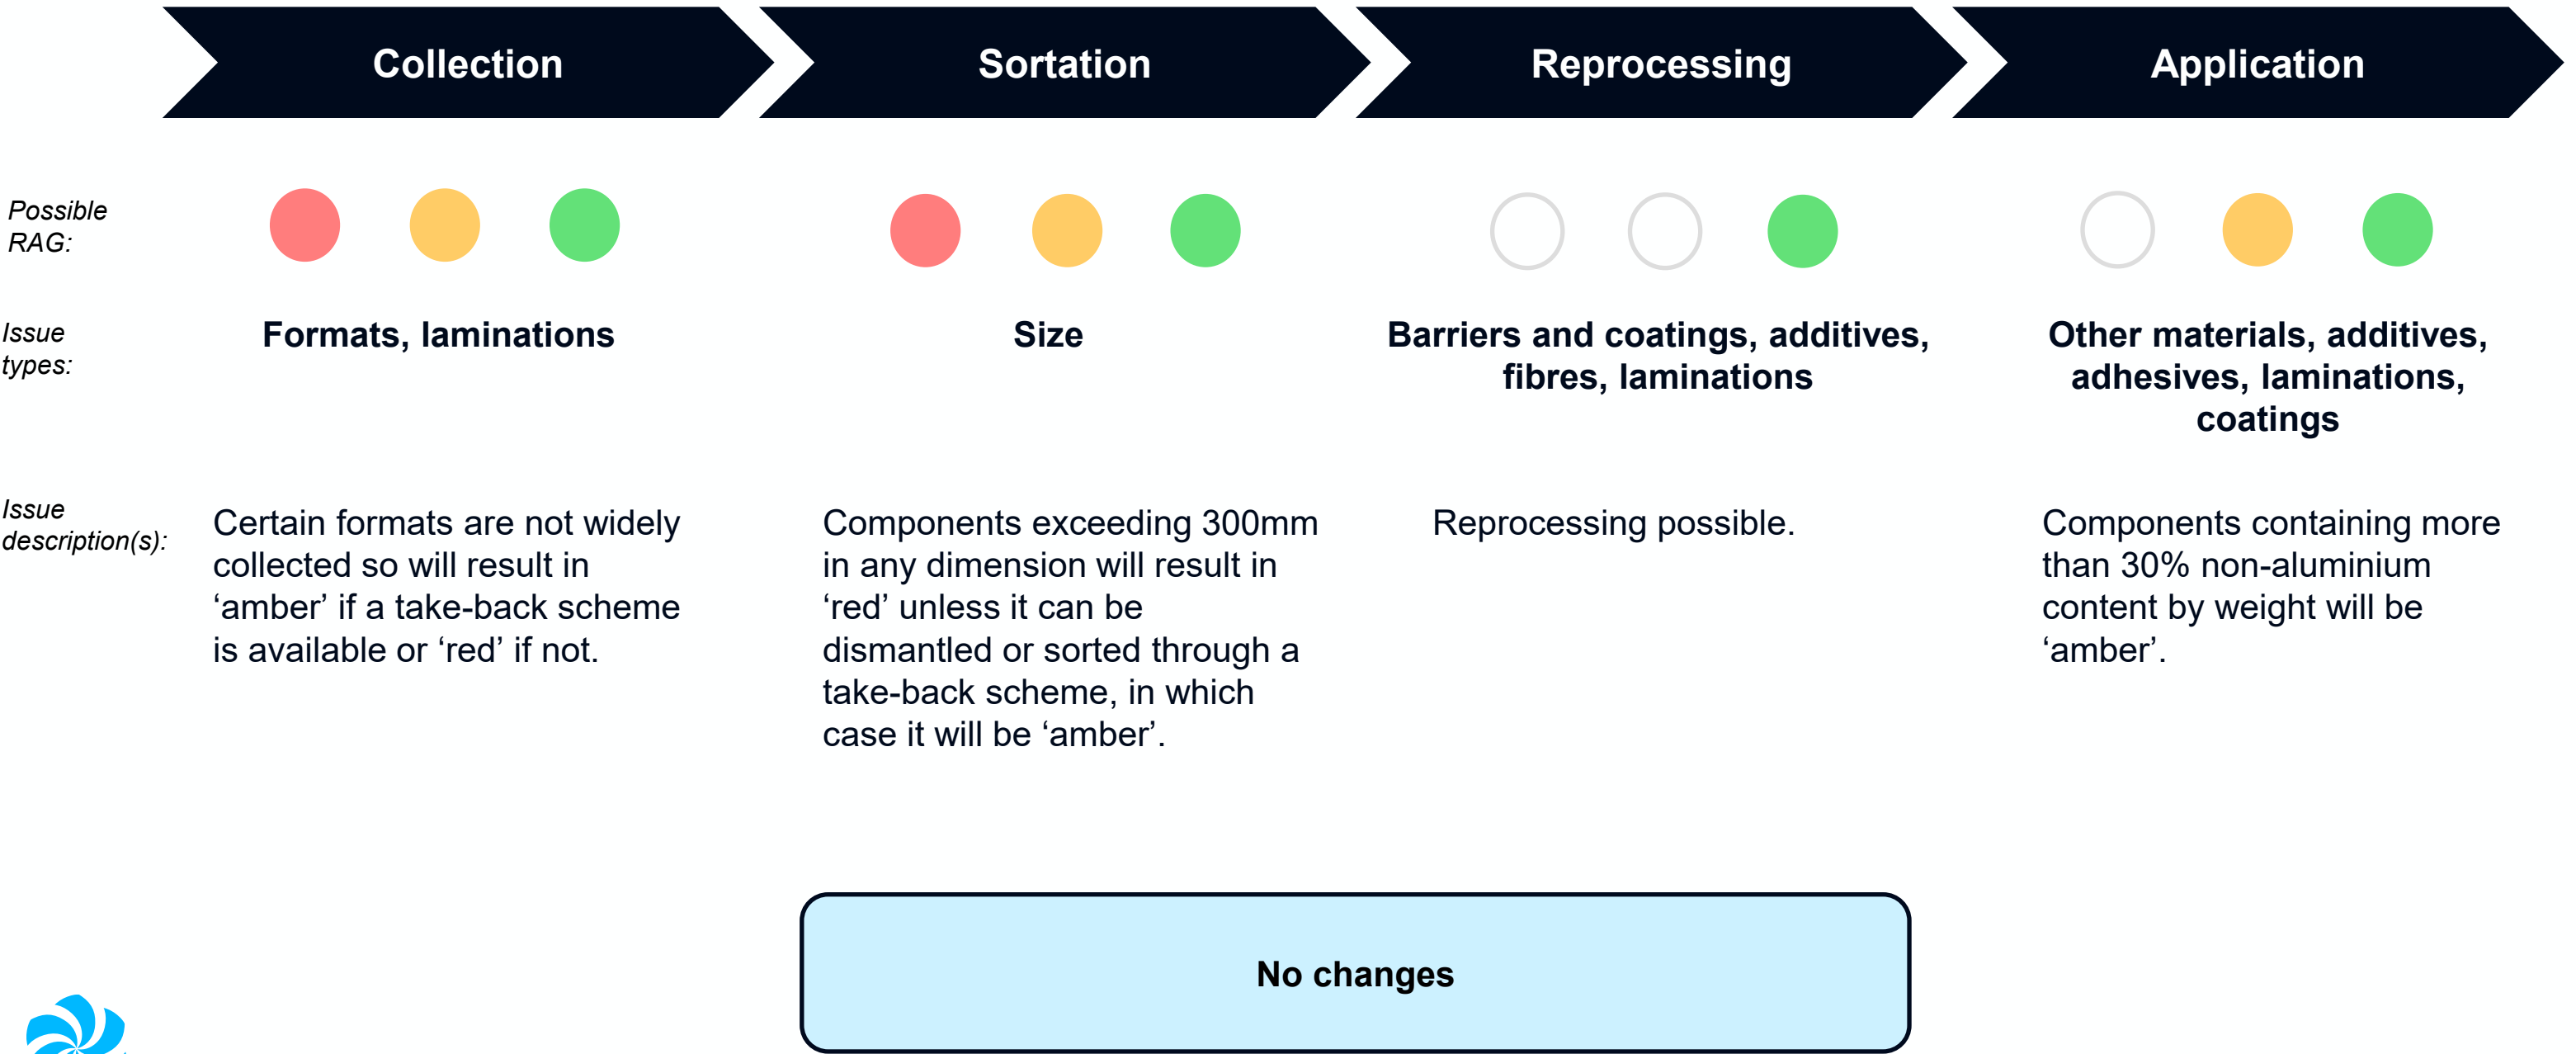 Collection
Sortation
Reprocessing
Application
Possible
RAG:
Issue
types:
Formats, laminations
Size
Barriers and coatings, additives,
fibres, laminations
Other materials, additives,
adhesives, laminations,
coatings
Issue
description(s):
Certain formats are not widely
collected so will result in
‘amber’ if a take-back scheme
is available or ‘red’ if not.
Components exceeding 300mm
in any dimension will result in
‘red’ unless it can be
dismantled or sorted through a
take-back scheme, in which
case it will be ‘amber’.
Reprocessing possible.
Components containing more
than 30% non-aluminium
content by weight will be
‘amber’.
No changes